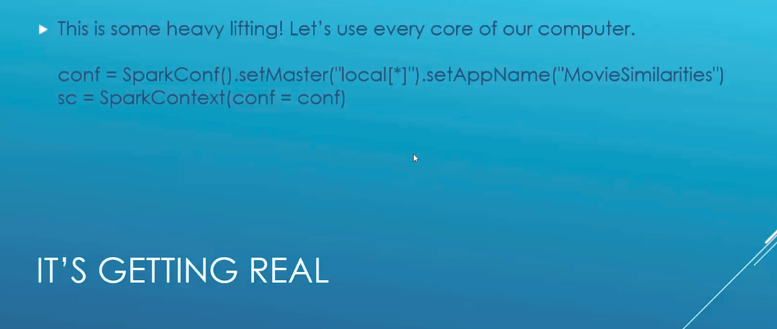 This is some heavy lifting! Let's use every core of our computer.
conf = SparkConf().setMaster("local[*]").setAppName("MovieSimilarities")
sc = SparkContext(conf = conf)
IT'S GETTING REAL